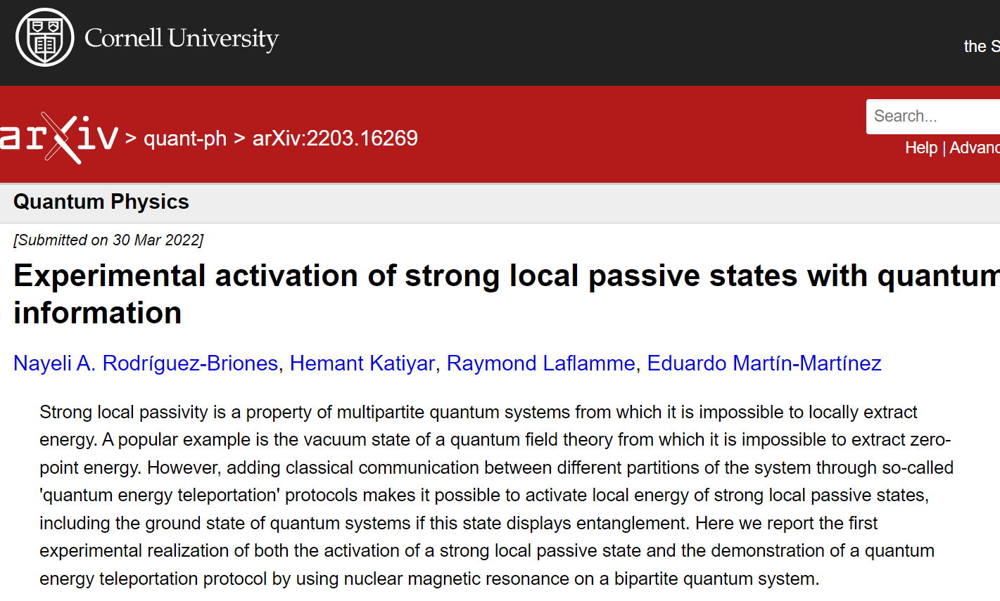 Cornell University
the S
arXiv > quant-ph > arXiv:2203.16269
Search...
Help | Advanc
Quantum Physics
[Submitted on 30 Mar 2022]
Experimental activation of strong local passive states with quantum
information
Nayeli A. Rodríguez-Briones, Hemant Katiyar, Raymond Laflamme, Eduardo Martín-Martínez
Strong local passivity is a property of multipartite quantum systems from which it is impossible to locally extract
energy. A popular example is the vacuum state of a quantum field theory from which it is impossible to extract zero-
point energy. However, adding classical communication between different partitions of the system through so-called
'quantum energy teleportation' protocols makes it possible to activate local energy of strong local passive states,
including the ground state of quantum systems if this state displays entanglement. Here we report the first
experimental realization of both the activation of a strong local passive state and the demonstration of a quantum
energy teleportation protocol by using nuclear magnetic resonance on a bipartite quantum system.